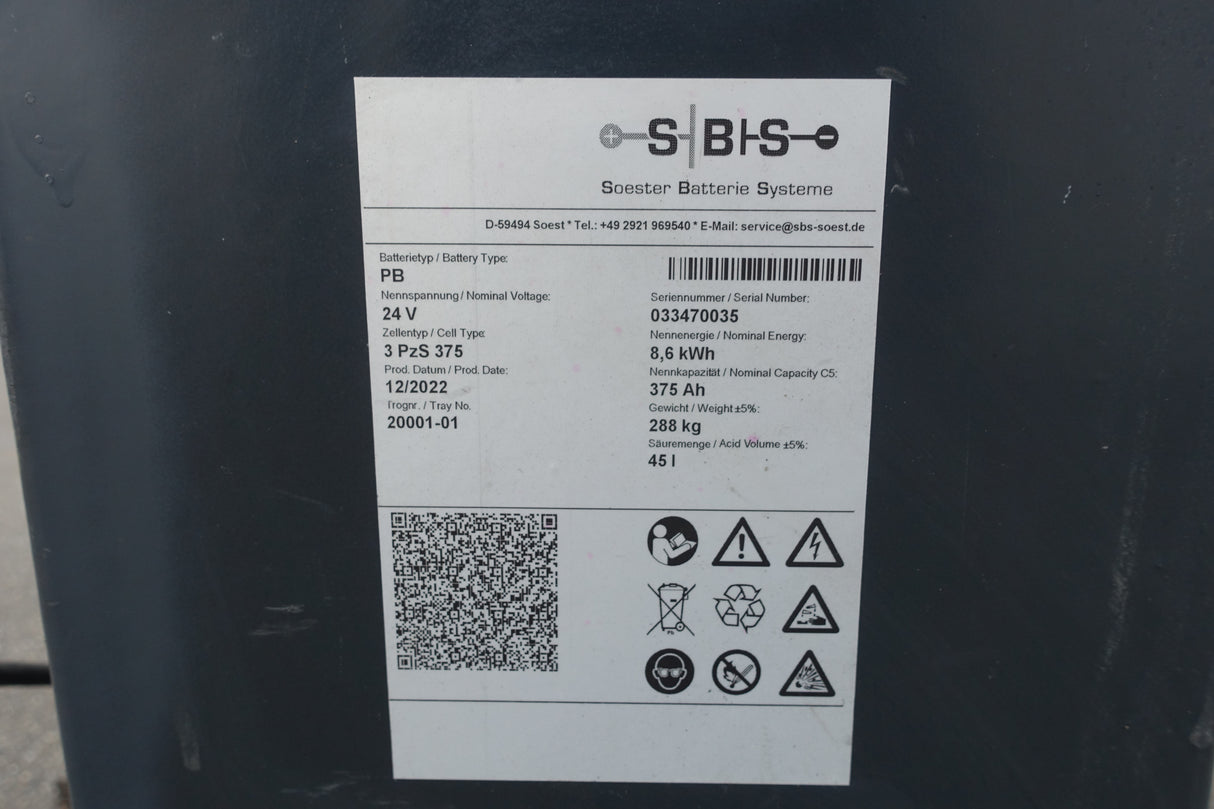 S BI-S
Soester Batterie Systeme
D-59494 Soest * Tel.: +49 2921 969540 * E-Mail: service@sbs-soest.de
Batterietyp / Battery Type:
PB
Nennspannung / Nominal Voltage:
24 V
Zellentyp / Cell Type:
3 PzS 375
Prod. Datum / Prod. Date:
12/2022
Trognr. / Tray No.
20001-01
Seriennummer / Serial Number:
033470035
Nennenergie / Nominal Energy:
8,6 kWh
Nennkapazität / Nominal Capacity C5:
375 Ah
Gewicht / Weight ±5%:
288 kg
Säuremenge / Acid Volume ±5%:
45 l
Pb